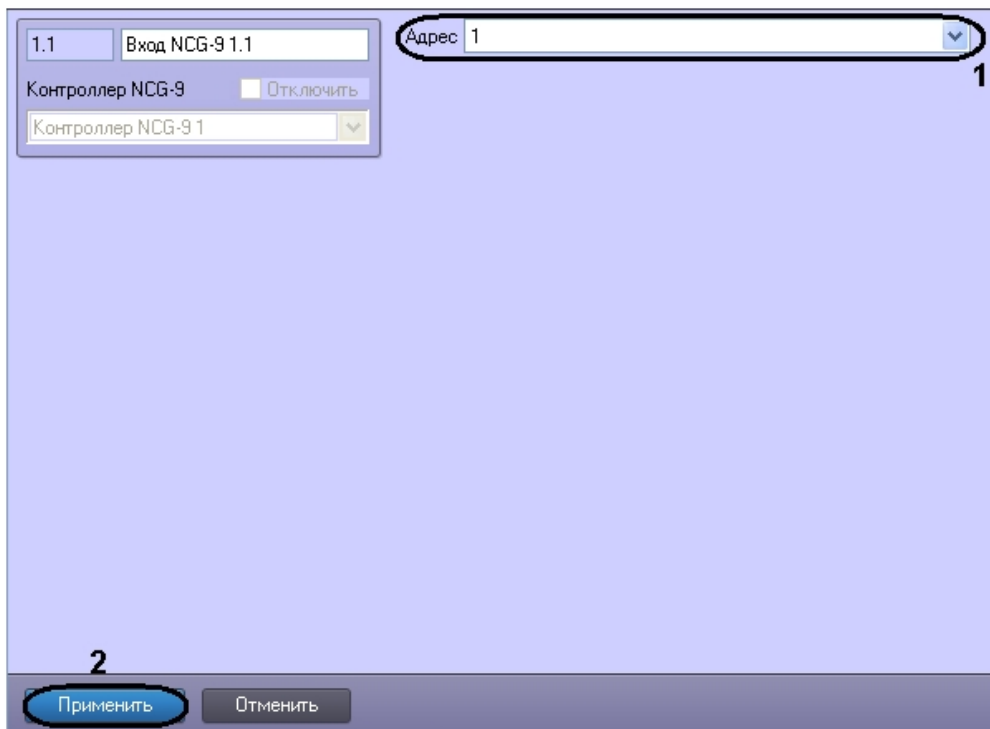 1.1 Вход NCG-9 1.1
Контроллер NCG-9 Отключить
Контроллер NCG-9 1
Адрес 1
1
2
Применить Отменить